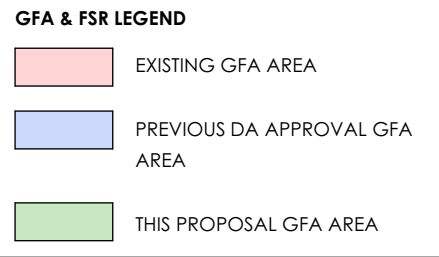 GFA & FSR LEGEND
EXISTING GFA AREA
PREVIOUS DA APPROVAL GFA
AREA
THIS PROPOSAL GFA AREA